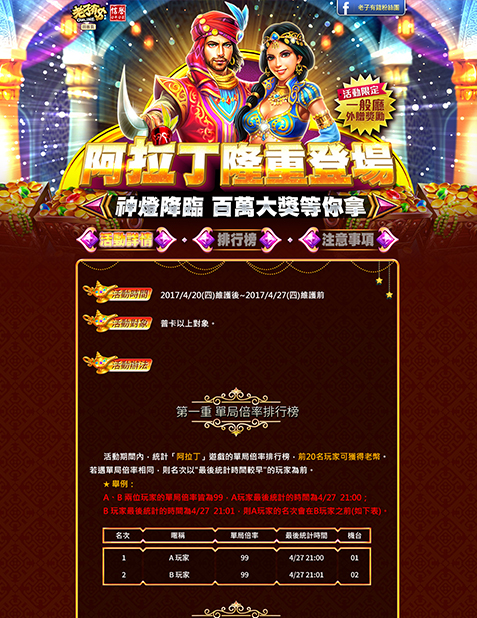 老子有錢
ONLINE
老子有錢粉絲團
活動限定
一般廳
外贈獎勵
阿拉丁隆重登場
神燈降臨 百萬大獎等你拿
活動詳情
排行榜
注意事項
活動時間 2017/4/20(四)維護後~2017/4/27(四)維護前
活動對象 普卡以上對象。
活動辦法
第一重 單局倍率排行榜
活動期間內，統計「阿拉丁」遊戲的單局倍率排行榜，前20名玩家可獲得老幣。
若遇單局倍率相同，則名次以"最後統計時間較早"的玩家為前。
★ 舉例：
A、B 兩位玩家的單局倍率皆為99，A玩家最後統計的時間為4/27 21:00；
B 玩家最後統計的時間為4/27 21:01，則A玩家的名次會在B玩家之前(如下表)。
名次 暱稱 單局倍率 最後統計時間 機台
1 A 玩家 99 4/27 21:00 01
2 B 玩家 99 4/27 21:01 02